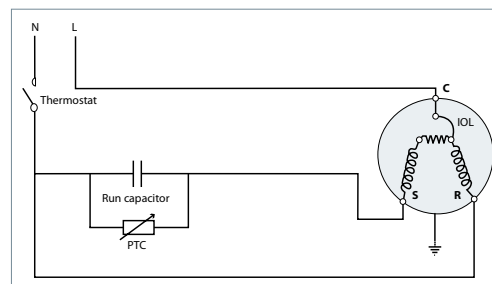 N L
C
Thermostat
IOL
Run capacitor
S R
PTC